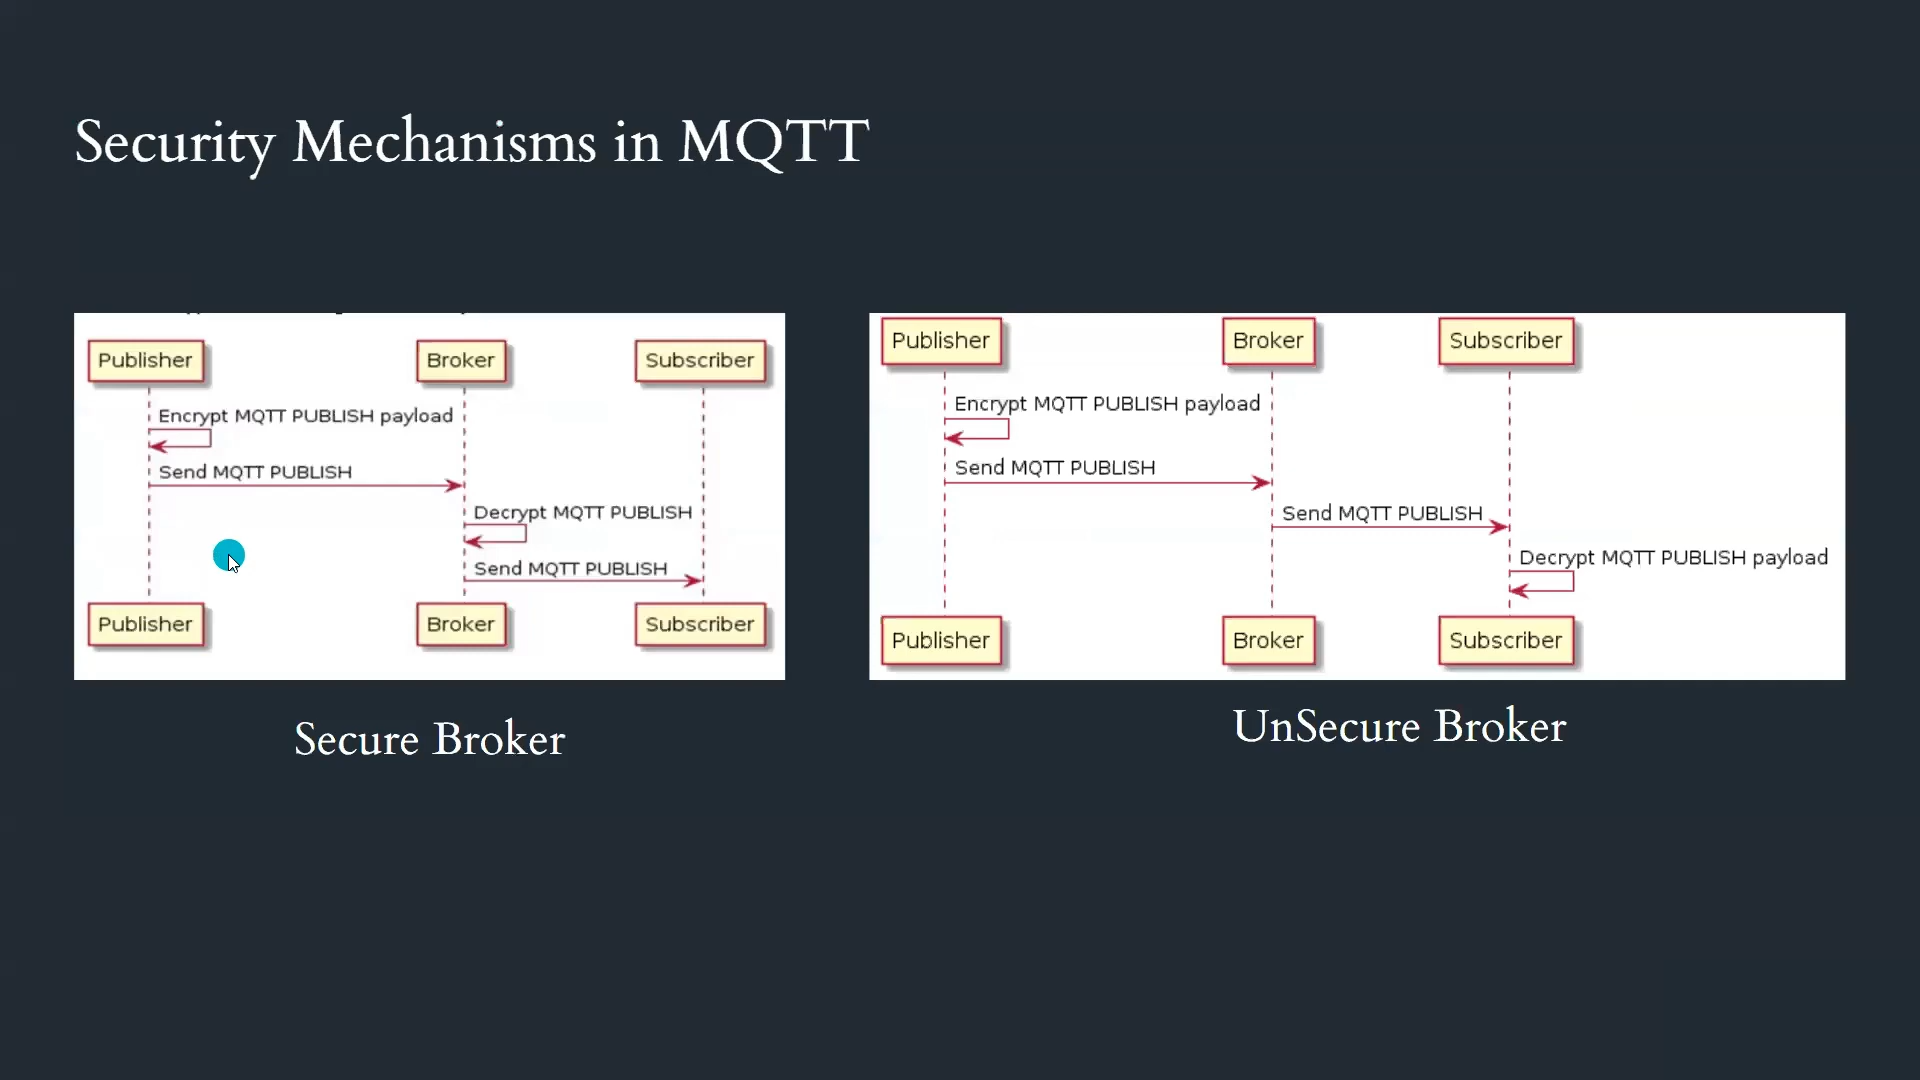 Security Mechanisms in MQTT
Publisher
Broker
Subscriber
Encrypt MQTT PUBLISH payload
Send MQTT PUBLISH
Decrypt MQTT PUBLISH
Send MQTT PUBLISH
Publisher
Broker
Subscriber
Secure Broker
Publisher
Broker
Subscriber
Encrypt MQTT PUBLISH payload
Send MQTT PUBLISH
Send MQTT PUBLISH
Decrypt MQTT PUBLISH payload
Publisher
Broker
Subscriber
UnSecure Broker